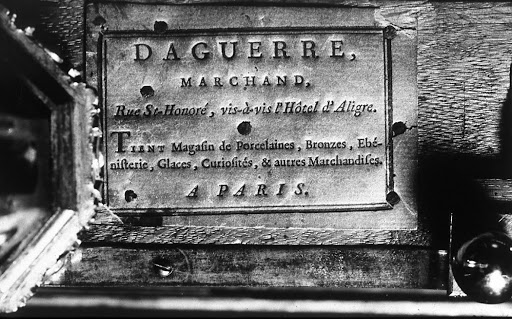 DAGUERRE,
MARCHAND,
Rue St-Honoré, vis-à-vis l'Hôtel d'Aligre.
TIENT Magasin de Porcelaines, Bronzes, Ebé-
nisterie, Glaces, Curiosités, & autres Marchandises.
A PARIS.